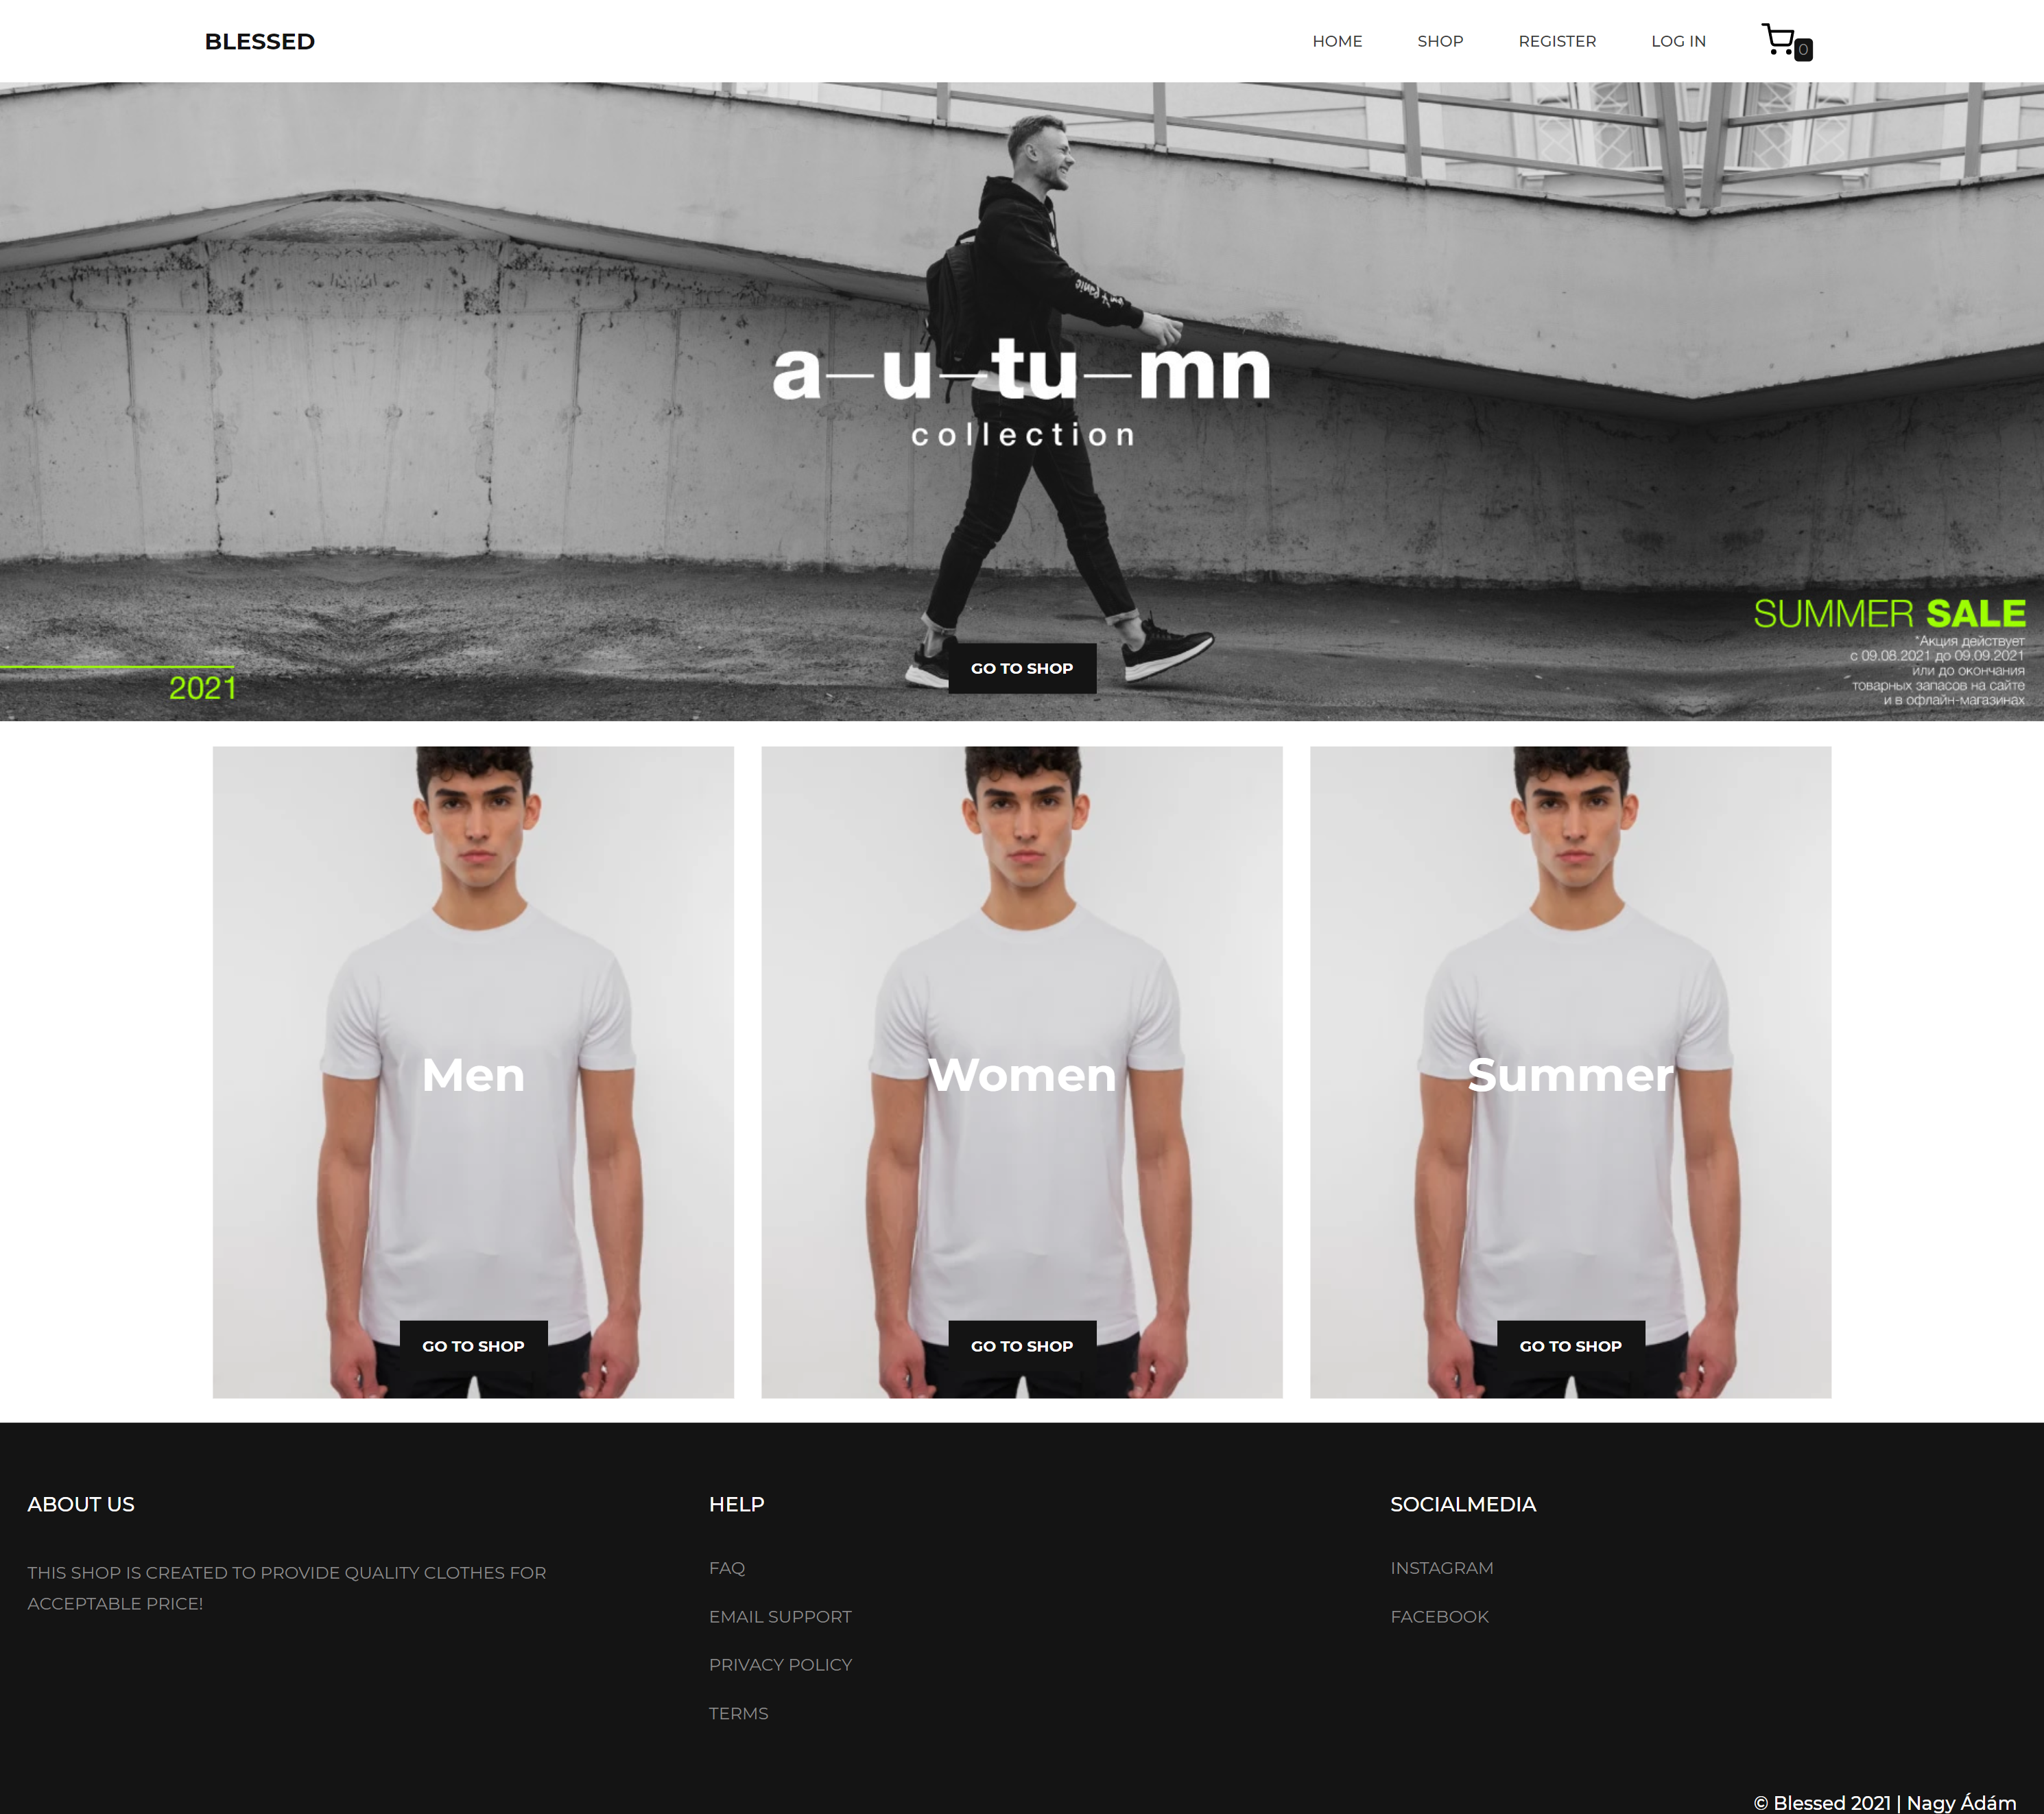 BLESSED
HOME
SHOP
REGISTER
LOG IN
0
a—u—tu—mn
collection
GO TO SHOP
2021
SUMMER SALE
*Акция действует
с 09.08.2021 до 09.09.2021
или до окончания
товарных запасов на сайте
и в офлайн-магазинах
Men
GO TO SHOP
Women
GO TO SHOP
Summer
GO TO SHOP
ABOUT US
THIS SHOP IS CREATED TO PROVIDE QUALITY CLOTHES FOR
ACCEPTABLE PRICE!
HELP
FAQ
EMAIL SUPPORT
PRIVACY POLICY
TERMS
SOCIALMEDIA
INSTAGRAM
FACEBOOK
© Blessed 2021 | Nagy Ádám